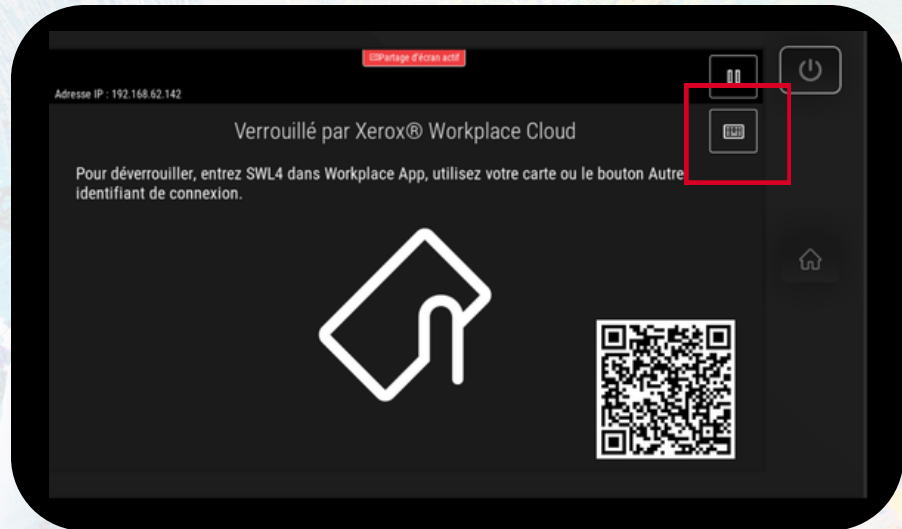 Partage d'écran actif
Adresse IP : 192.168.62.142
Verrouillé par Xerox® Workplace Cloud
Pour déverrouiller, entrez SWL4 dans Workplace App, utilisez votre carte ou le bouton Autre
identifiant de connexion.